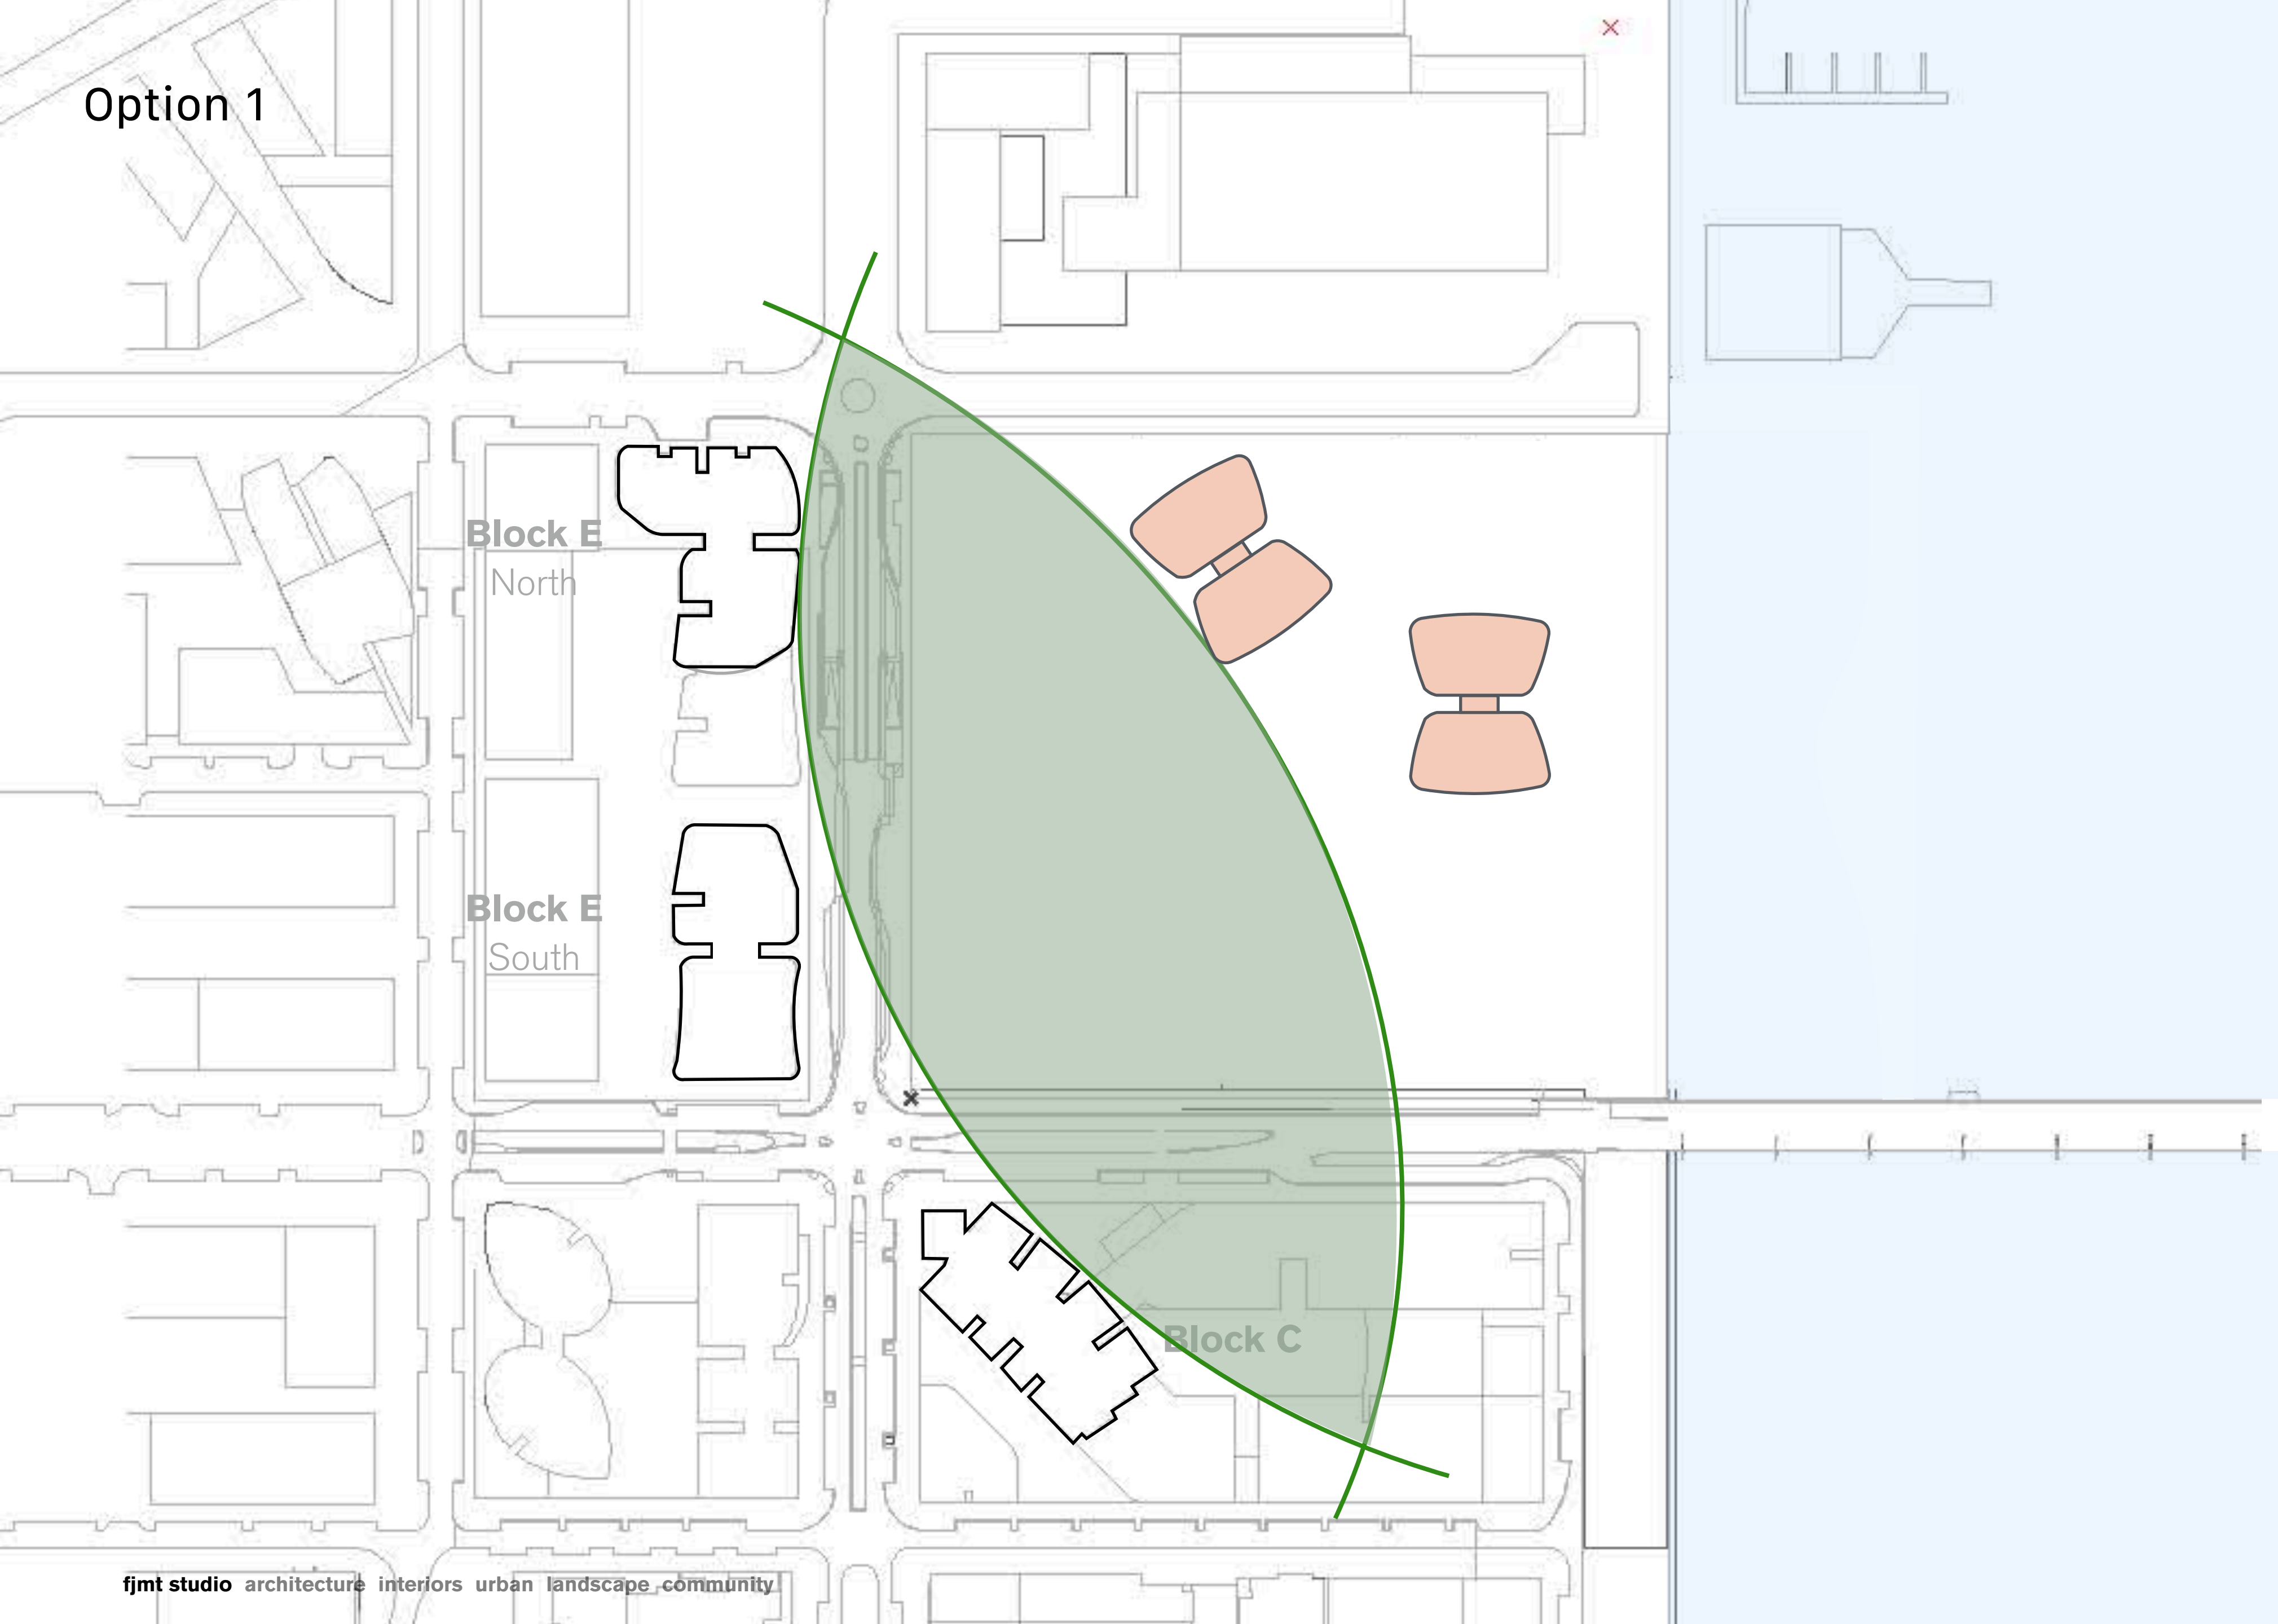 Option 1
Block E
North
Block E
South
Block C
fjmt studio architecture interiors urban landscape community